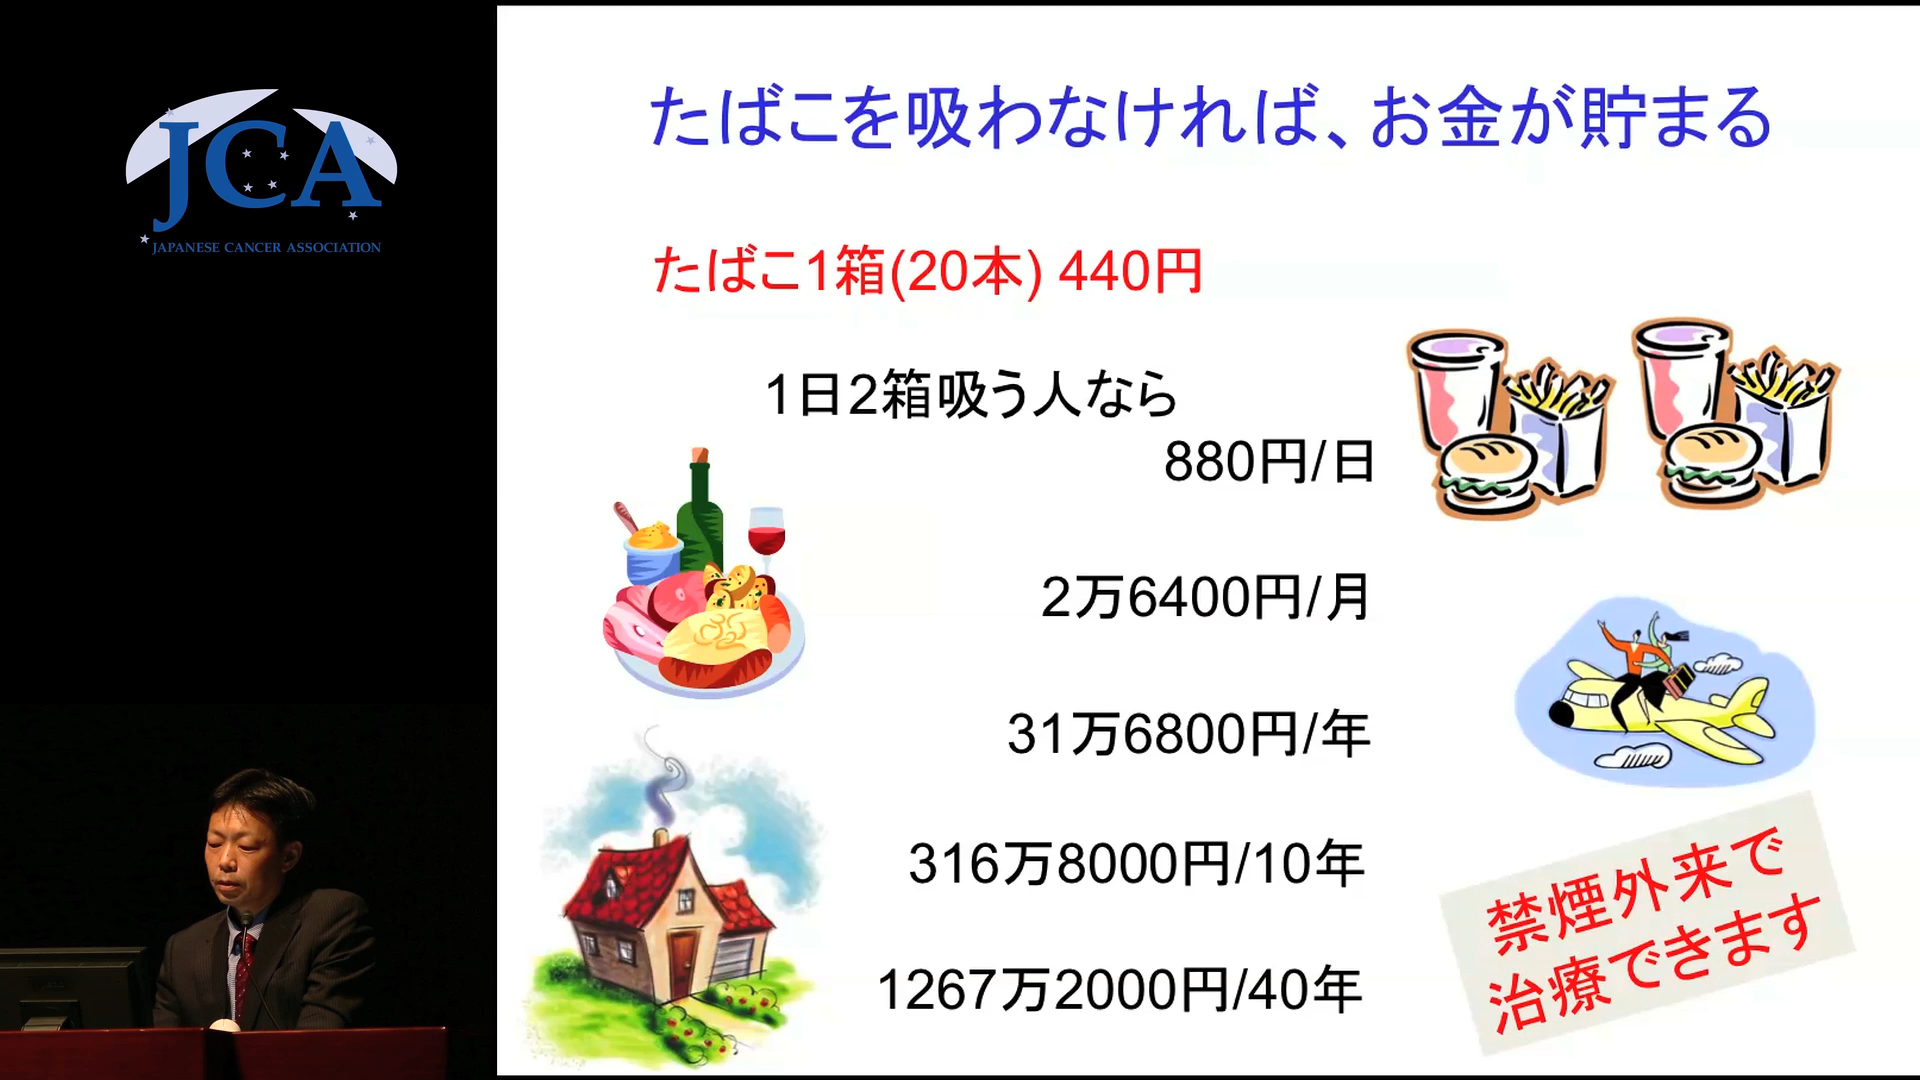 JCA
JAPANESE CANCER ASSOCIATION
たばこを吸わなければ、お金が貯まる
たばこ1箱(20本) 440円
1日2箱吸う人なら
880円/日
2万6400円/月
31万6800円/年
316万8000円/10年
1267万2000円/40年
禁煙外来で
治療できます